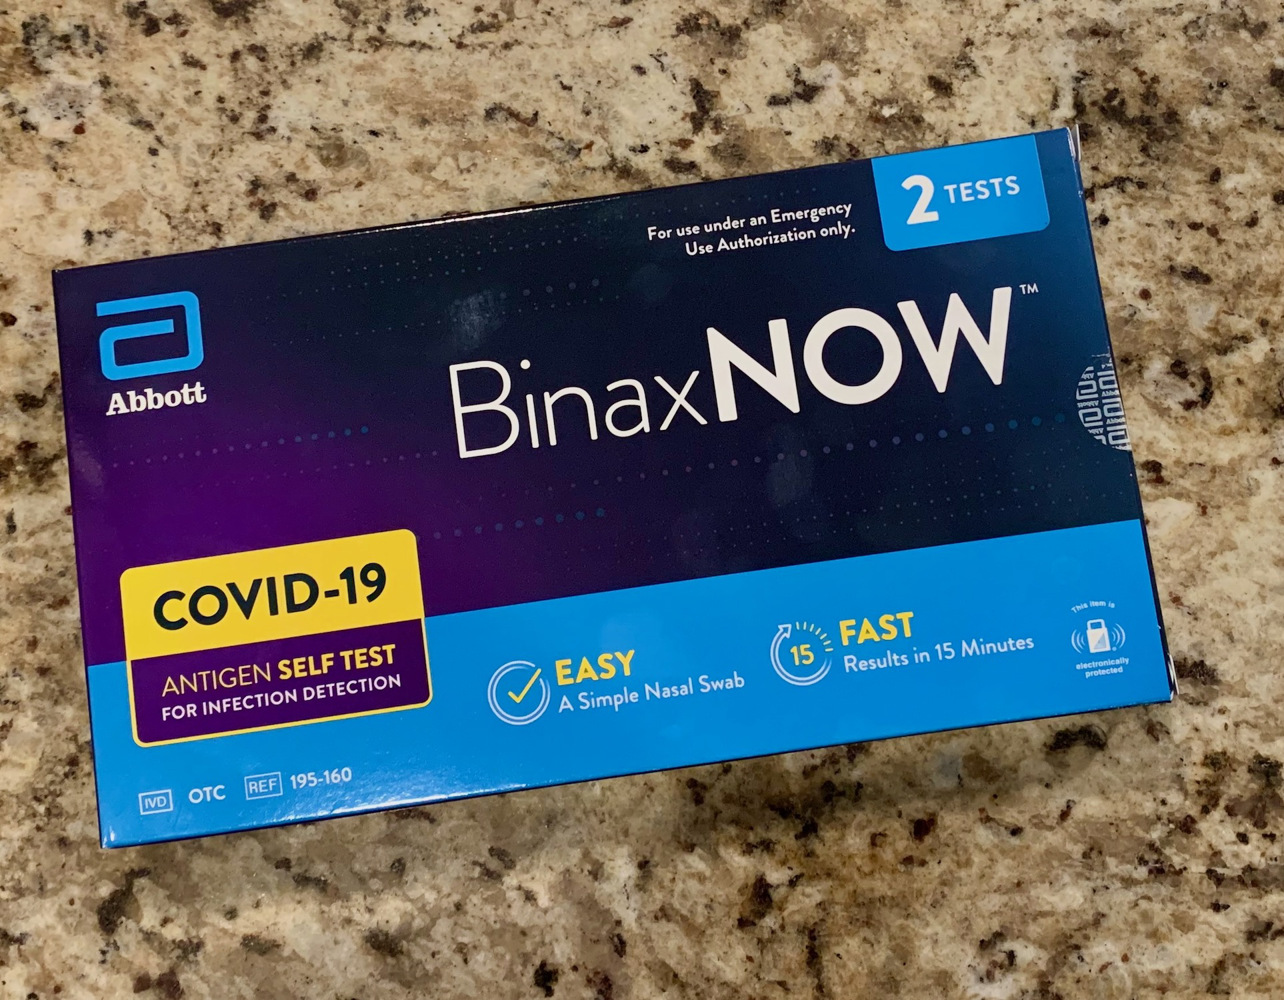 For use under an Emergency
Use Authorization only.
2 TESTS
Abbott
BinaxNOW™
COVID-19
ANTIGEN SELF TEST
FOR INFECTION DETECTION
EASY
A Simple Nasal Swab
15
FAST
Results in 15 Minutes
This item is
electronically
protected
IVD OTC REF 195-160